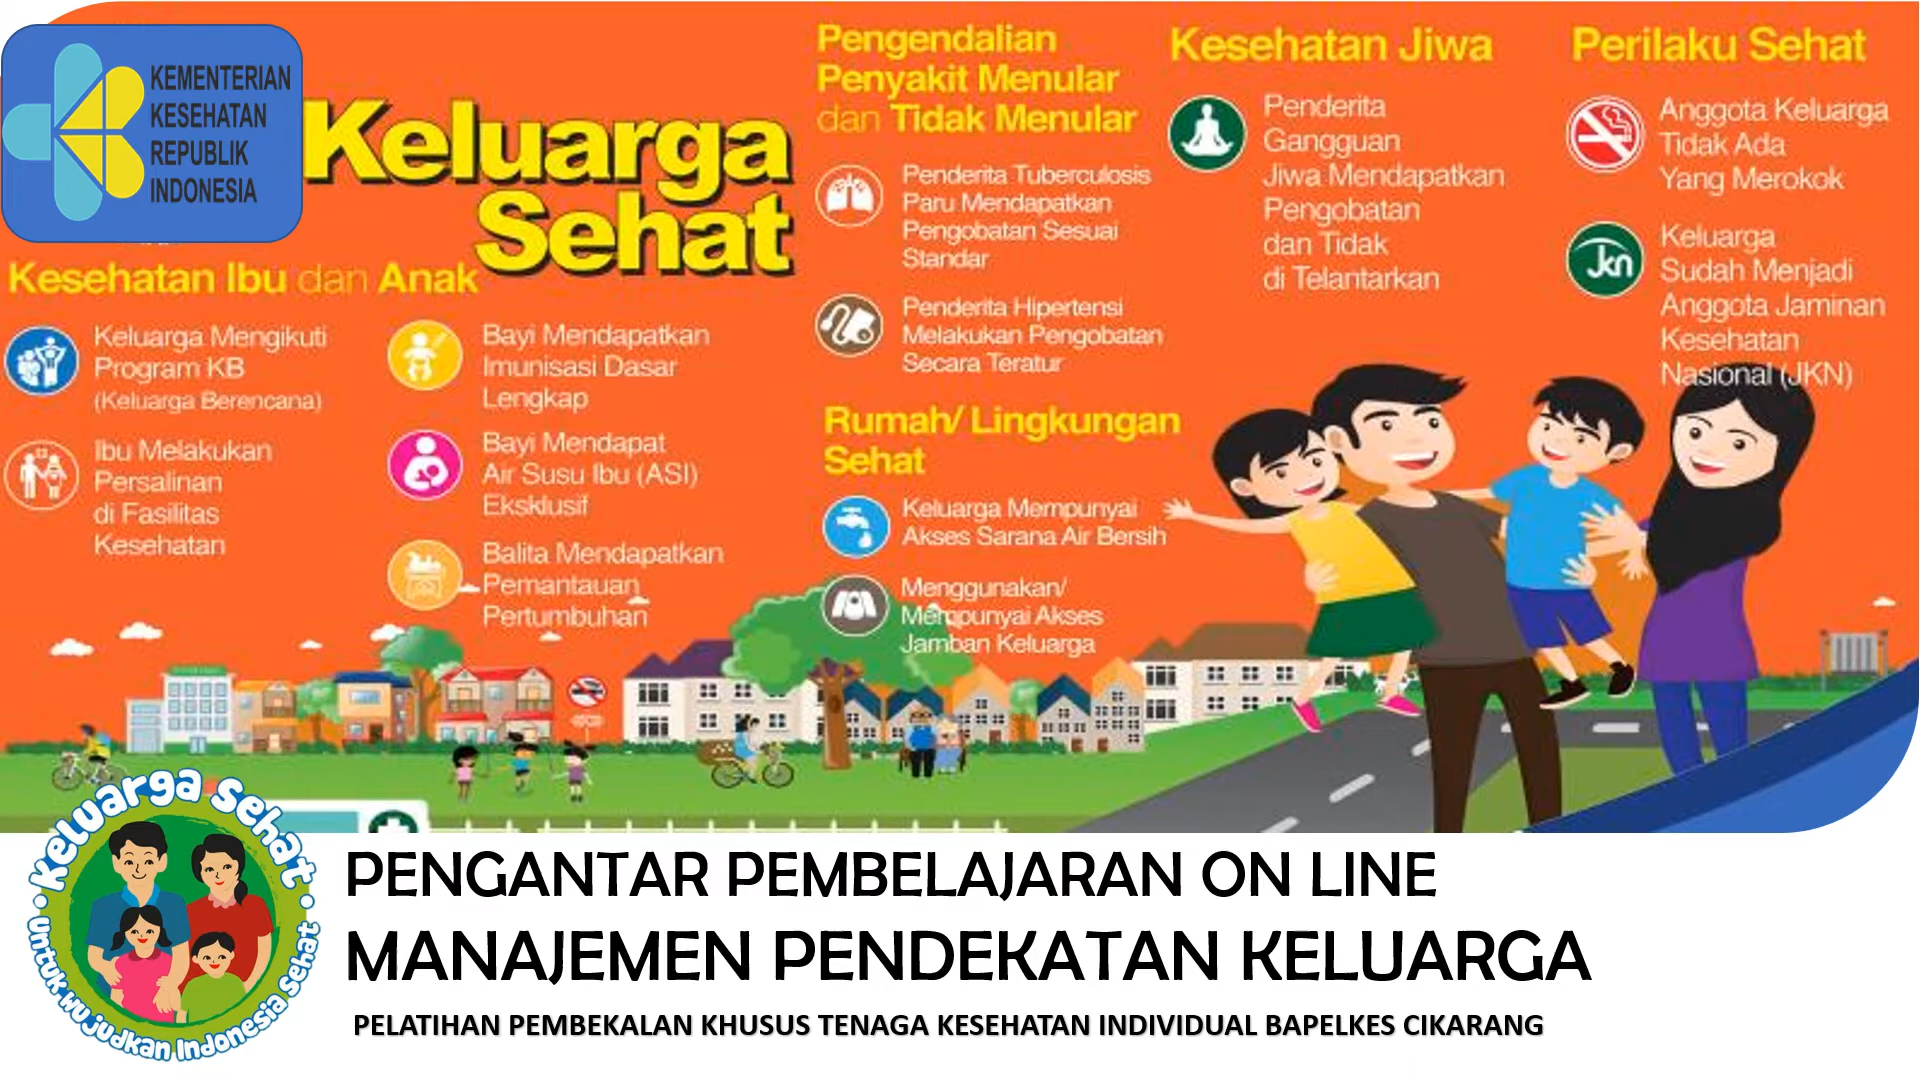 KEMENTERIAN
KESEHATAN
REPUBLIK
INDONESIA
Keluarga
Sehat
Kesehatan Ibu dan Anak
Keluarga Mengikuti
Program KB
(Keluarga Berencana)
Ibu Melakukan
Persalinan
di Fasilitas
Kesehatan
Bayi Mendapatkan
Imunisasi Dasar
Lengkap
Bayi Mendapat
Air Susu Ibu (ASI)
Eksklusif
Balita Mendapatkan
Pemantauan
Pertumbuhan
Pengendalian
Penyakit Menular
dan Tidak Menular
Penderita Tuberculosis
Paru Mendapatkan
Pengobatan Sesuai
Standar
Penderita Hipertensi
Melakukan Pengobatan
Secara Teratur
Rumah/ Lingkungan
Sehat
Keluarga Mempunyai
Akses Sarana Air Bersih
Menggunakan/
Mempunyai Akses
Jamban Keluarga
Kesehatan Jiwa
Penderita
Gangguan
Jiwa Mendapatkan
Pengobatan
dan Tidak
di Telantarkan
Perilaku Sehat
Anggota Keluarga
Tidak Ada
Yang Merokok
Jkn
Keluarga
Sudah Menjadi
Anggota Jaminan
Kesehatan
Nasional (JKN)
Keluarga Sehat
untuk wujudkan Indonesia Sehat
PENGANTAR PEMBELAJARAN ON LINE
MANAJEMEN PENDEKATAN KELUARGA
PELATIHAN PEMBEKALAN KHUSUS TENAGA KESEHATAN INDIVIDUAL BAPELKES CIKARANG